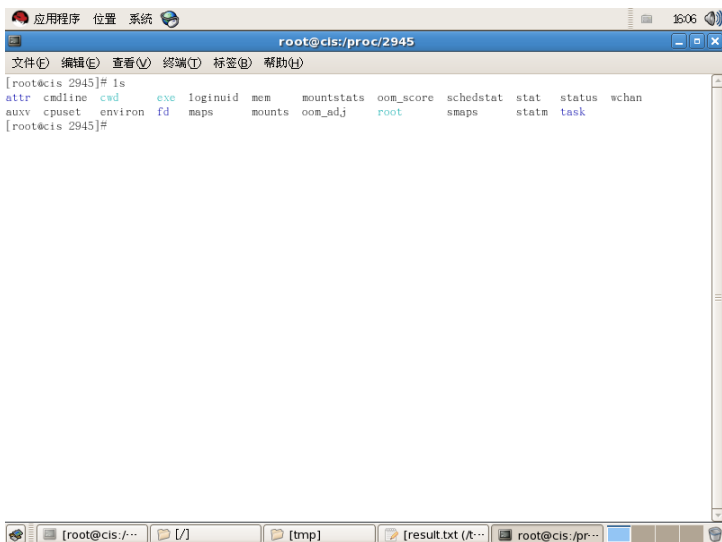 应用程序 位置 系统 16:06
root@cis:/proc/2945
文件(F) 编辑(E) 查看(V) 终端(T) 标签(B) 帮助(H)
[root@cis 2945]# ls
attr cmdline cwd exe loginuid mem mountstats oom_score schedstat stat status wchan
auxv cpuset environ fd maps mounts oom_adj root smaps statm task
[root@cis 2945]#
[root@cis:/··· [/] [tmp] [result.txt (/t··· root@cis:/pr···